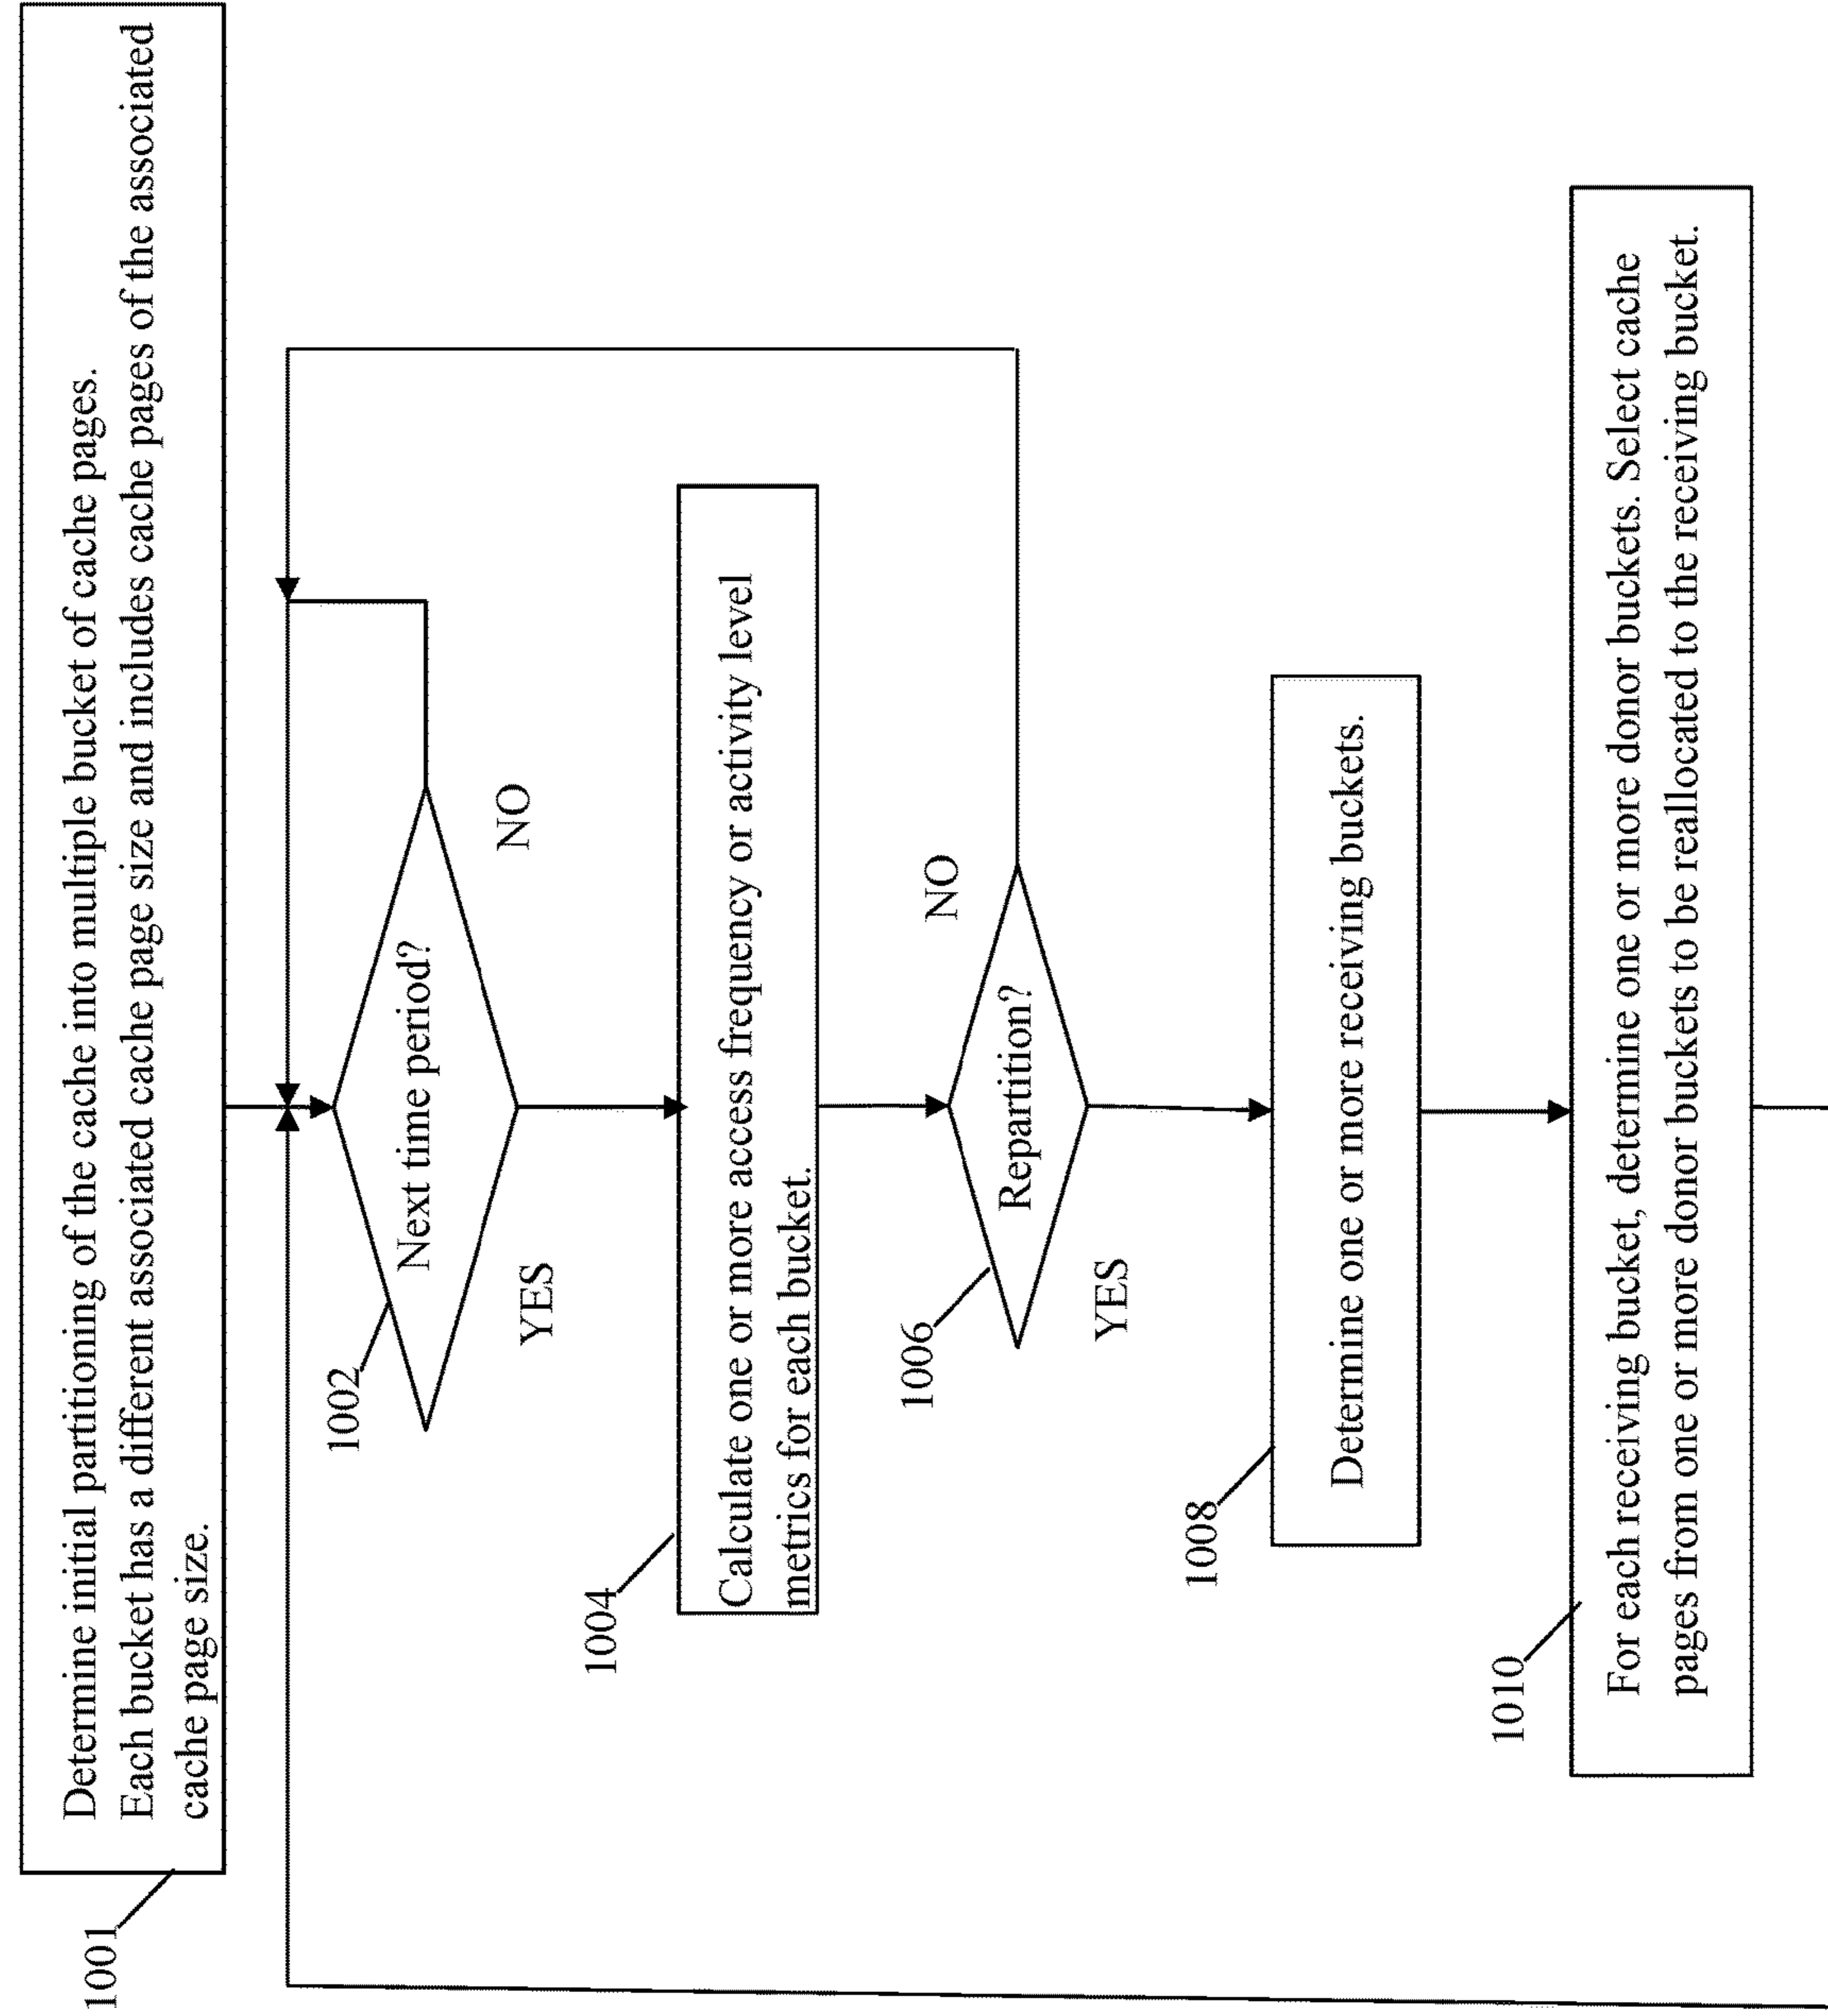 1001
Determine initial partitioning of the cache into multiple bucket of cache pages.
Each bucket has a different associated cache page size and includes cache pages of the associated
cache page size.
1002
Next time period?
NO
YES
1004
Calculate one or more access frequency or activity level
metrics for each bucket.
1006
Repartition?
NO
YES
1008
Determine one or more receiving buckets.
1010
For each receiving bucket, determine one or more donor buckets. Select cache
pages from one or more donor buckets to be reallocated to the receiving bucket.